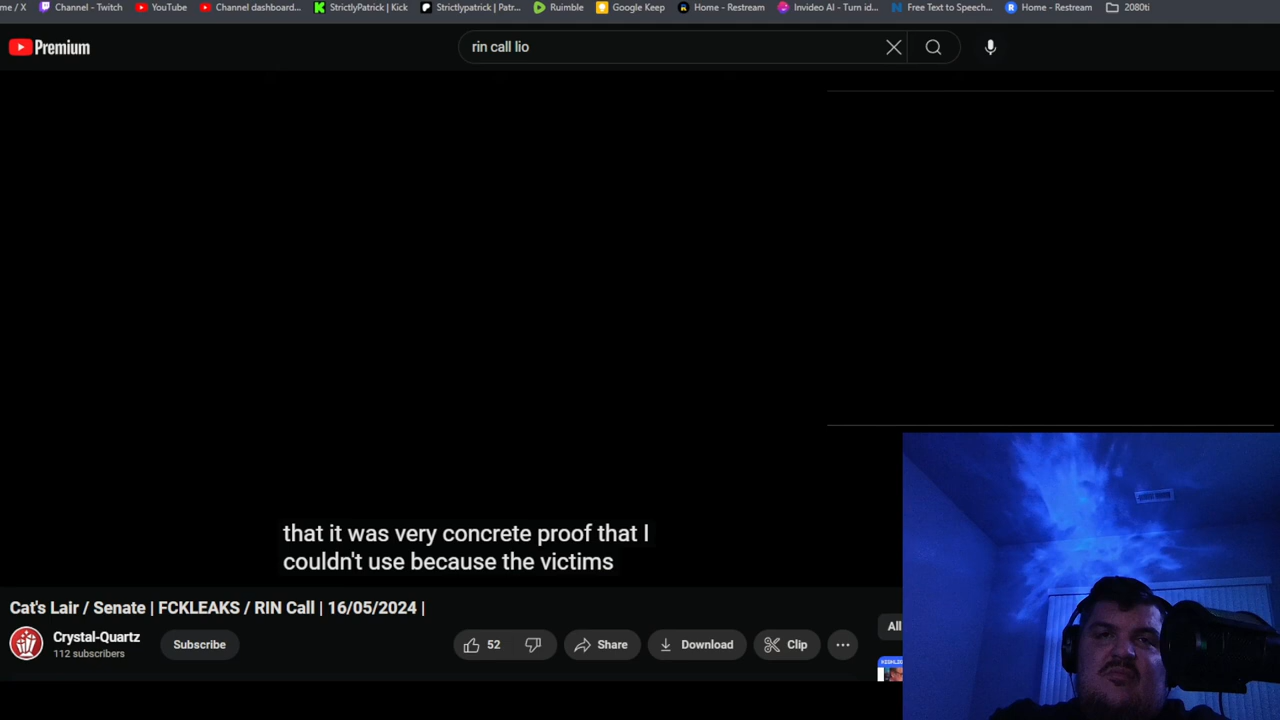 me / X Channel - Twitch YouTube Channel dashboard... StrictlyPatrick | Kick Strictlypatrick | Patr... Rumble Google Keep Home - Restream Invideo AI - Turn id... Free Text to Speech... Home - Restream 2080ti
Premium
rin call lio
that it was very concrete proof that I
couldn't use because the victims
Cat's Lair / Senate | FCKLEAKS / RIN Call | 16/05/2024 |
Crystal-Quartz
112 subscribers
Subscribe
52
Share
Download
Clip
All